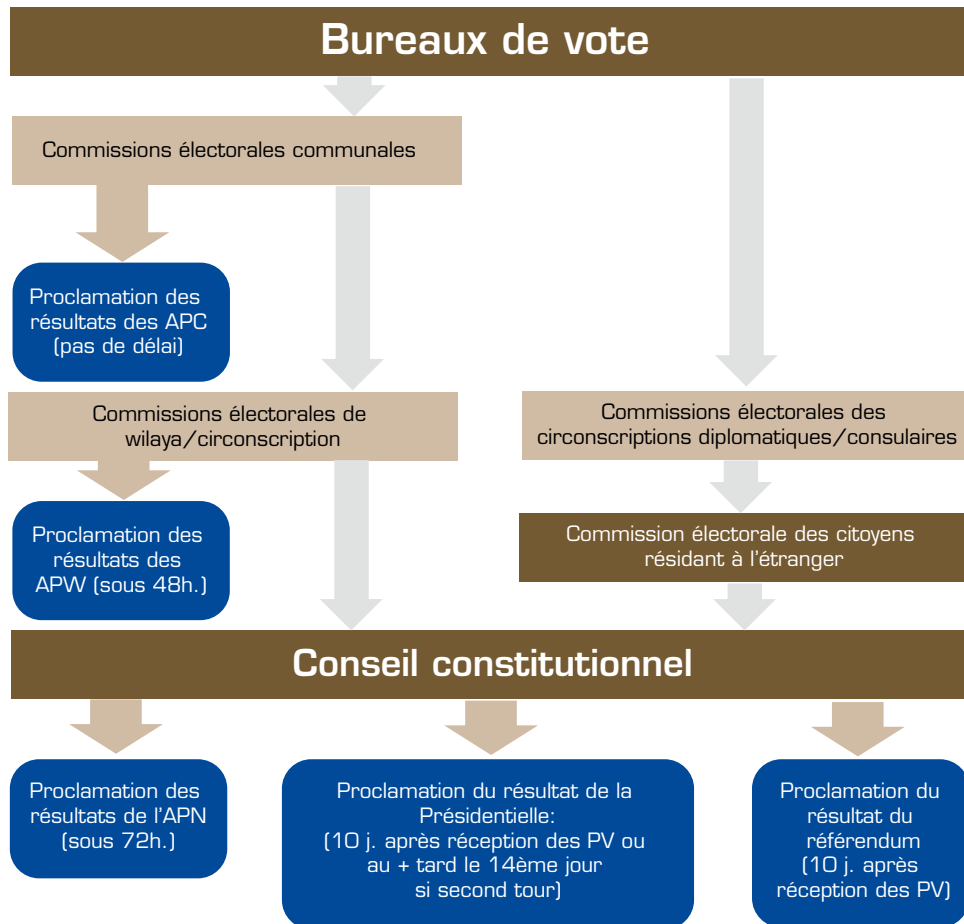 Bureaux de vote
Commissions électorales communales
Proclamation des
résultats des APC
(pas de délai)
Commissions électorales de
wilaya/circonscription
Commissions électorales des
circonscriptions diplomatiques/consulaires
Proclamation des
résultats des
APW (sous 48h.)
Commission électorale des citoyens
résidant à l'étranger
Conseil constitutionnel
Proclamation des
résultats de l'APN
(sous 72h.)
Proclamation du résultat de la
Présidentielle:
(10 j. après réception des PV ou
au + tard le 14ème jour
si second tour)
Proclamation du
résultat du
référendum
(10 j. après
réception des PV)